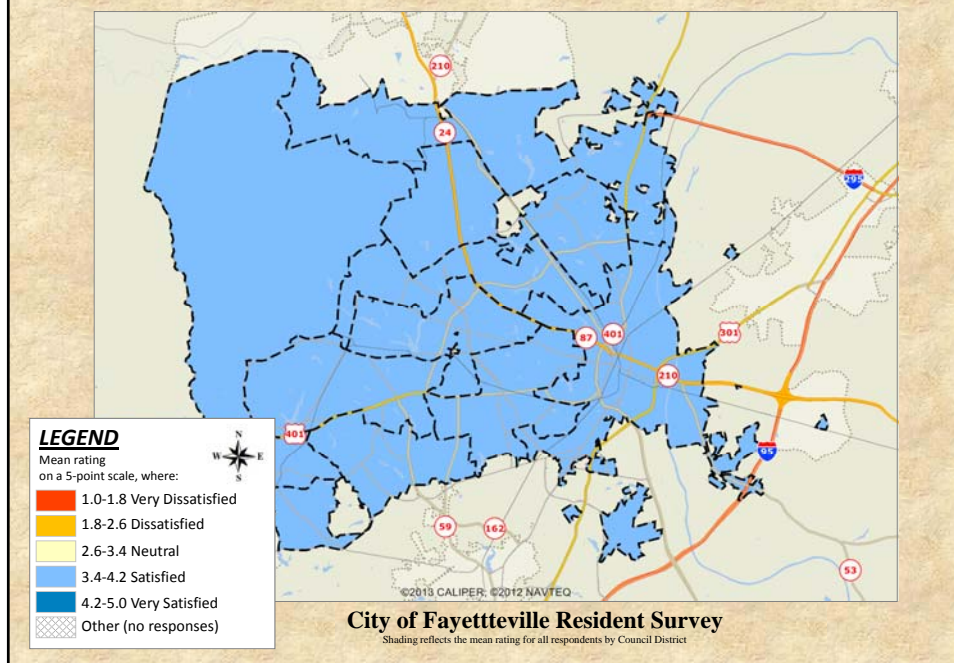 210
24
295
87
401
301
210
401
95
59
162
53
LEGEND
N
W E
S
Mean rating
on a 5-point scale, where:
1.0-1.8 Very Dissatisfied
1.8-2.6 Dissatisfied
2.6-3.4 Neutral
3.4-4.2 Satisfied
4.2-5.0 Very Satisfied
Other (no responses)
©2013 CALIPER; ©2012 NAVTEQ
City of Fayettteville Resident Survey
Shading reflects the mean rating for all respondents by Council District